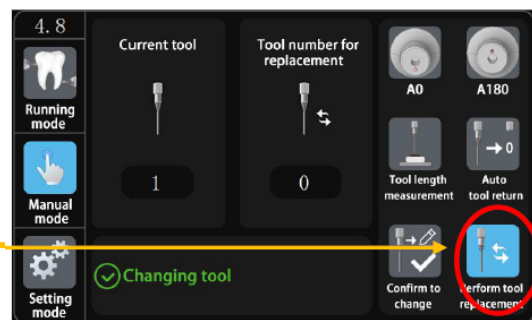 4.8
Running
mode
Manual
mode
Setting
mode
Current tool
1
Tool number for
replacement
0
Changing tool
A0
A180
Tool length
measurement
Auto
tool return
Confirm to
change
Perform tool
replacement